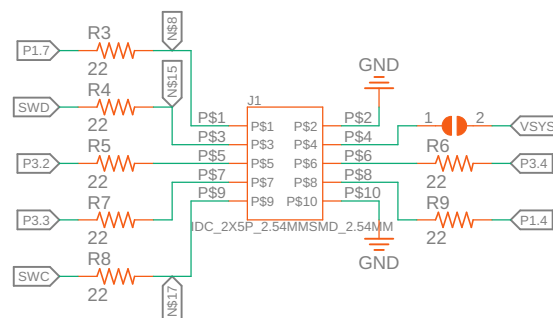 R3
N$8
P1.7
22
GND
N$15
R4
J1
SWD
22
P$1
P$1
P$2
P$2
1
2
VSYS
P$3
P$3
P$4
P$4
R5
R6
P3.2
P$5
P$5
P$6
P$6
P3.4
22
22
P$7
P$7
P$8
P$8
R7
R9
P$9
P$9
P$10
P$10
P3.3
P1.4
22
22
IDC_2X5P_2.54MMSMD_2.54MM
R8
GND
SWC
22
N$17